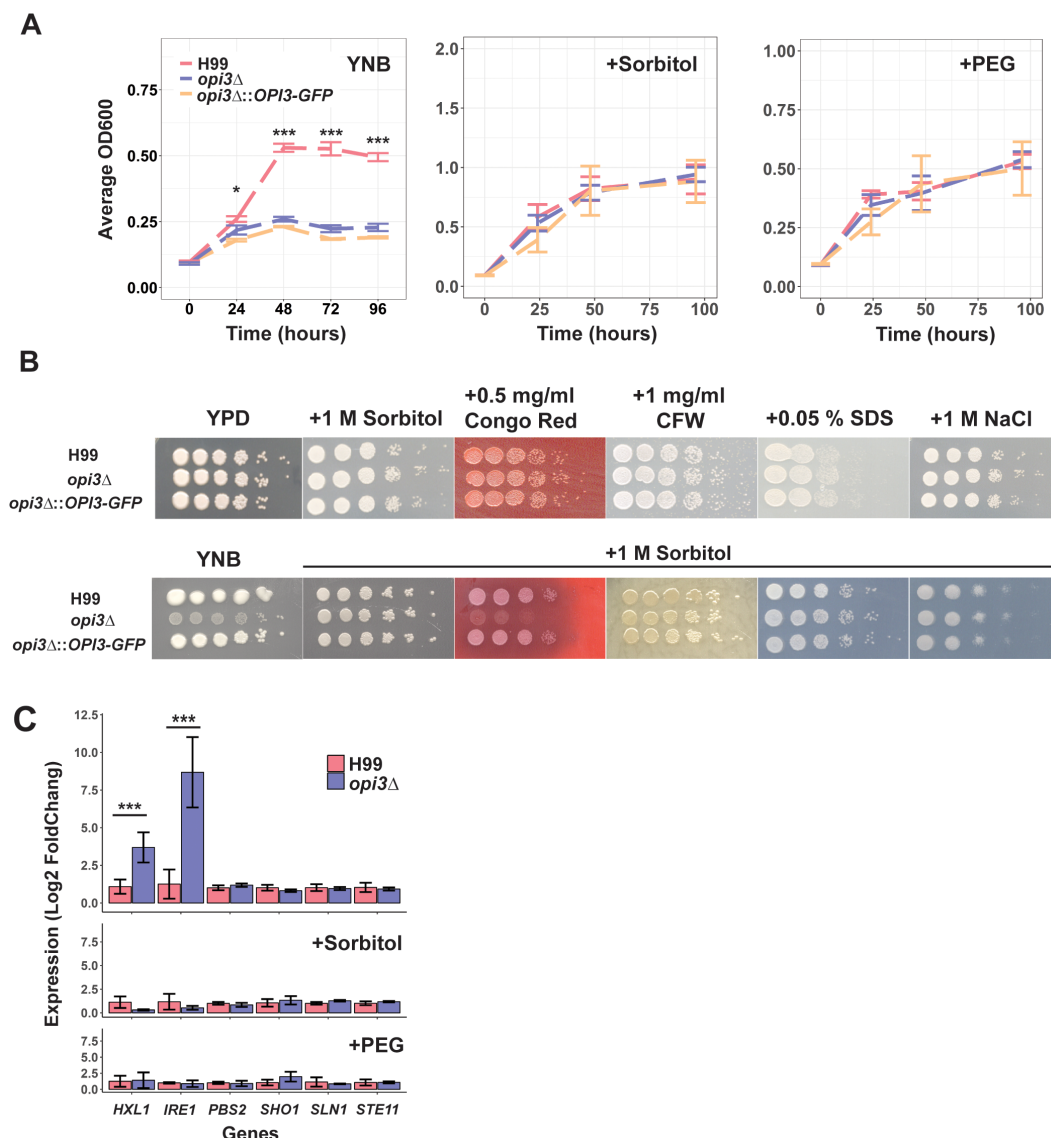 A
YNB
H99
opi3Δ
opi3Δ::OPI3-GFP
*
***
***
***
Average OD600
0.75
0.50
0.25
0.00
0 24 48 72 96
Time (hours)
+Sorbitol
2.0
1.5
1.0
0.5
0.0
0 25 50 75 100
Time (hours)
+PEG
1.00
0.75
0.50
0.25
0.00
0 25 50 75 100
Time (hours)
B
YPD
+1 M Sorbitol
+0.5 mg/ml
Congo Red
+1 mg/ml
CFW
+0.05 % SDS
+1 M NaCl
H99
opi3Δ
opi3Δ::OPI3-GFP
YNB
+1 M Sorbitol
H99
opi3Δ
opi3Δ::OPI3-GFP
C
Expression (Log2 FoldChang)
12.5
10.0
7.5
5.0
2.5
0.0
***
***
H99
opi3Δ
+Sorbitol
7.5
5.0
2.5
0.0
+PEG
7.5
5.0
2.5
0.0
HXL1 IRE1 PBS2 SHO1 SLN1 STE11
Genes